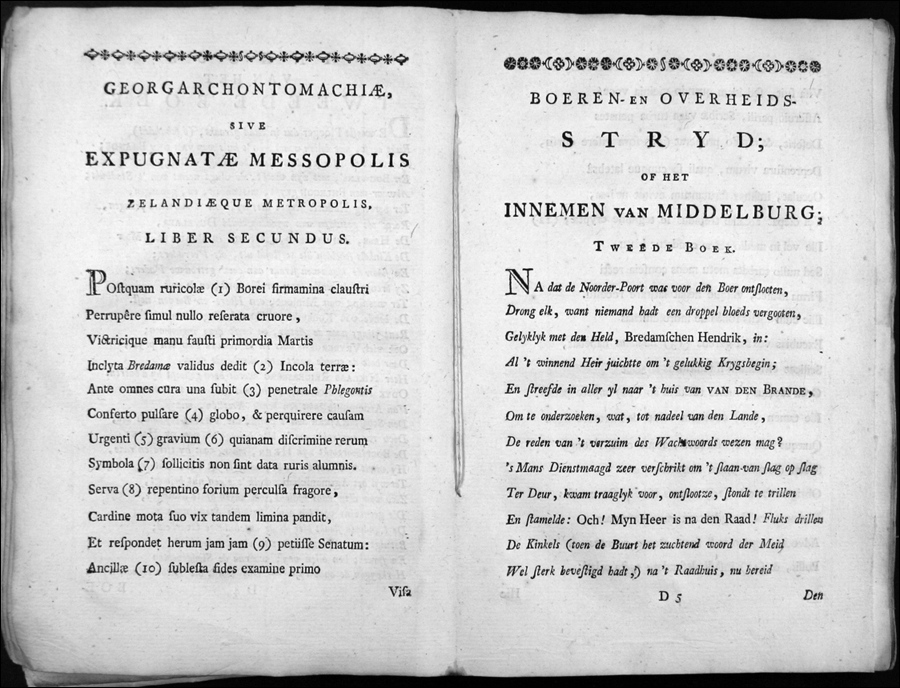 GEORGARCHONTOMACHIÆ,
SIVE
EXPUGNATÆ MESSOPOLIS
ZELANDIÆQUE METROPOLIS,
LIBER SECUNDUS.
POſtquam ruricolæ (1) Borei firmamina clauſtri
Perrupêre ſimul nullo reſerata cruore,
Victricique manu fauſti primordia Martis
Inclyta Bredamæ validus dedit (2) Incola terræ:
Ante omnes cura una ſubit (3) penetrale Phlegontis
Conferto pulſare (4) globo, & perquirere cauſam
Urgenti (5) gravium (6) quianam diſcrimine rerum
Symbola (7) ſollicitis non ſint data ruris alumnis.
Serva (8) repentino forium perculſa fragore,
Cardine mota ſuo vix tandem limina pandit,
Et reſpondet herum jam jam (9) petiiſſe Senatum:
Ancillæ (10) ſubleſta fides examine primo
Viſa
BOEREN- EN OVERHEIDS-
STRYD;
OF HET
INNEMEN VAN MIDDELBURG;
TWEEDE BOEK.
NA dat de Noorder-Poort was voor den Boer ontſlooten,
Drong elk, want niemand hadt een droppel bloeds vergooten,
Gelyklyk met den Held, Bredamſchen Hendrik, in:
Al 't winnend Heir juichtte om 't gelukkig Krygsbegin;
En ſtreefde in aller yl naar 't huis van VAN DEN BRANDE,
Om te onderzoeken, wat, tot nadeel van den Lande,
De reden van 't verzuim des Wachtwoords wezen mag?
's Mans Dienstmaagd zeer verſchrikt om 't ſlaan van ſlag op ſlag
Ter Deur, kwam traaglyk voor, ontſlootze, ſtondt te trillen
En ſtamelde: Och! Myn Heer is na den Raad! Fluks drillen
De Kinkels (toen de Buurt het zuchtend woord der Meid
Wel ſterk beveſtigd hadt,) na 't Raadhuis, nu bereid
D 5 Den